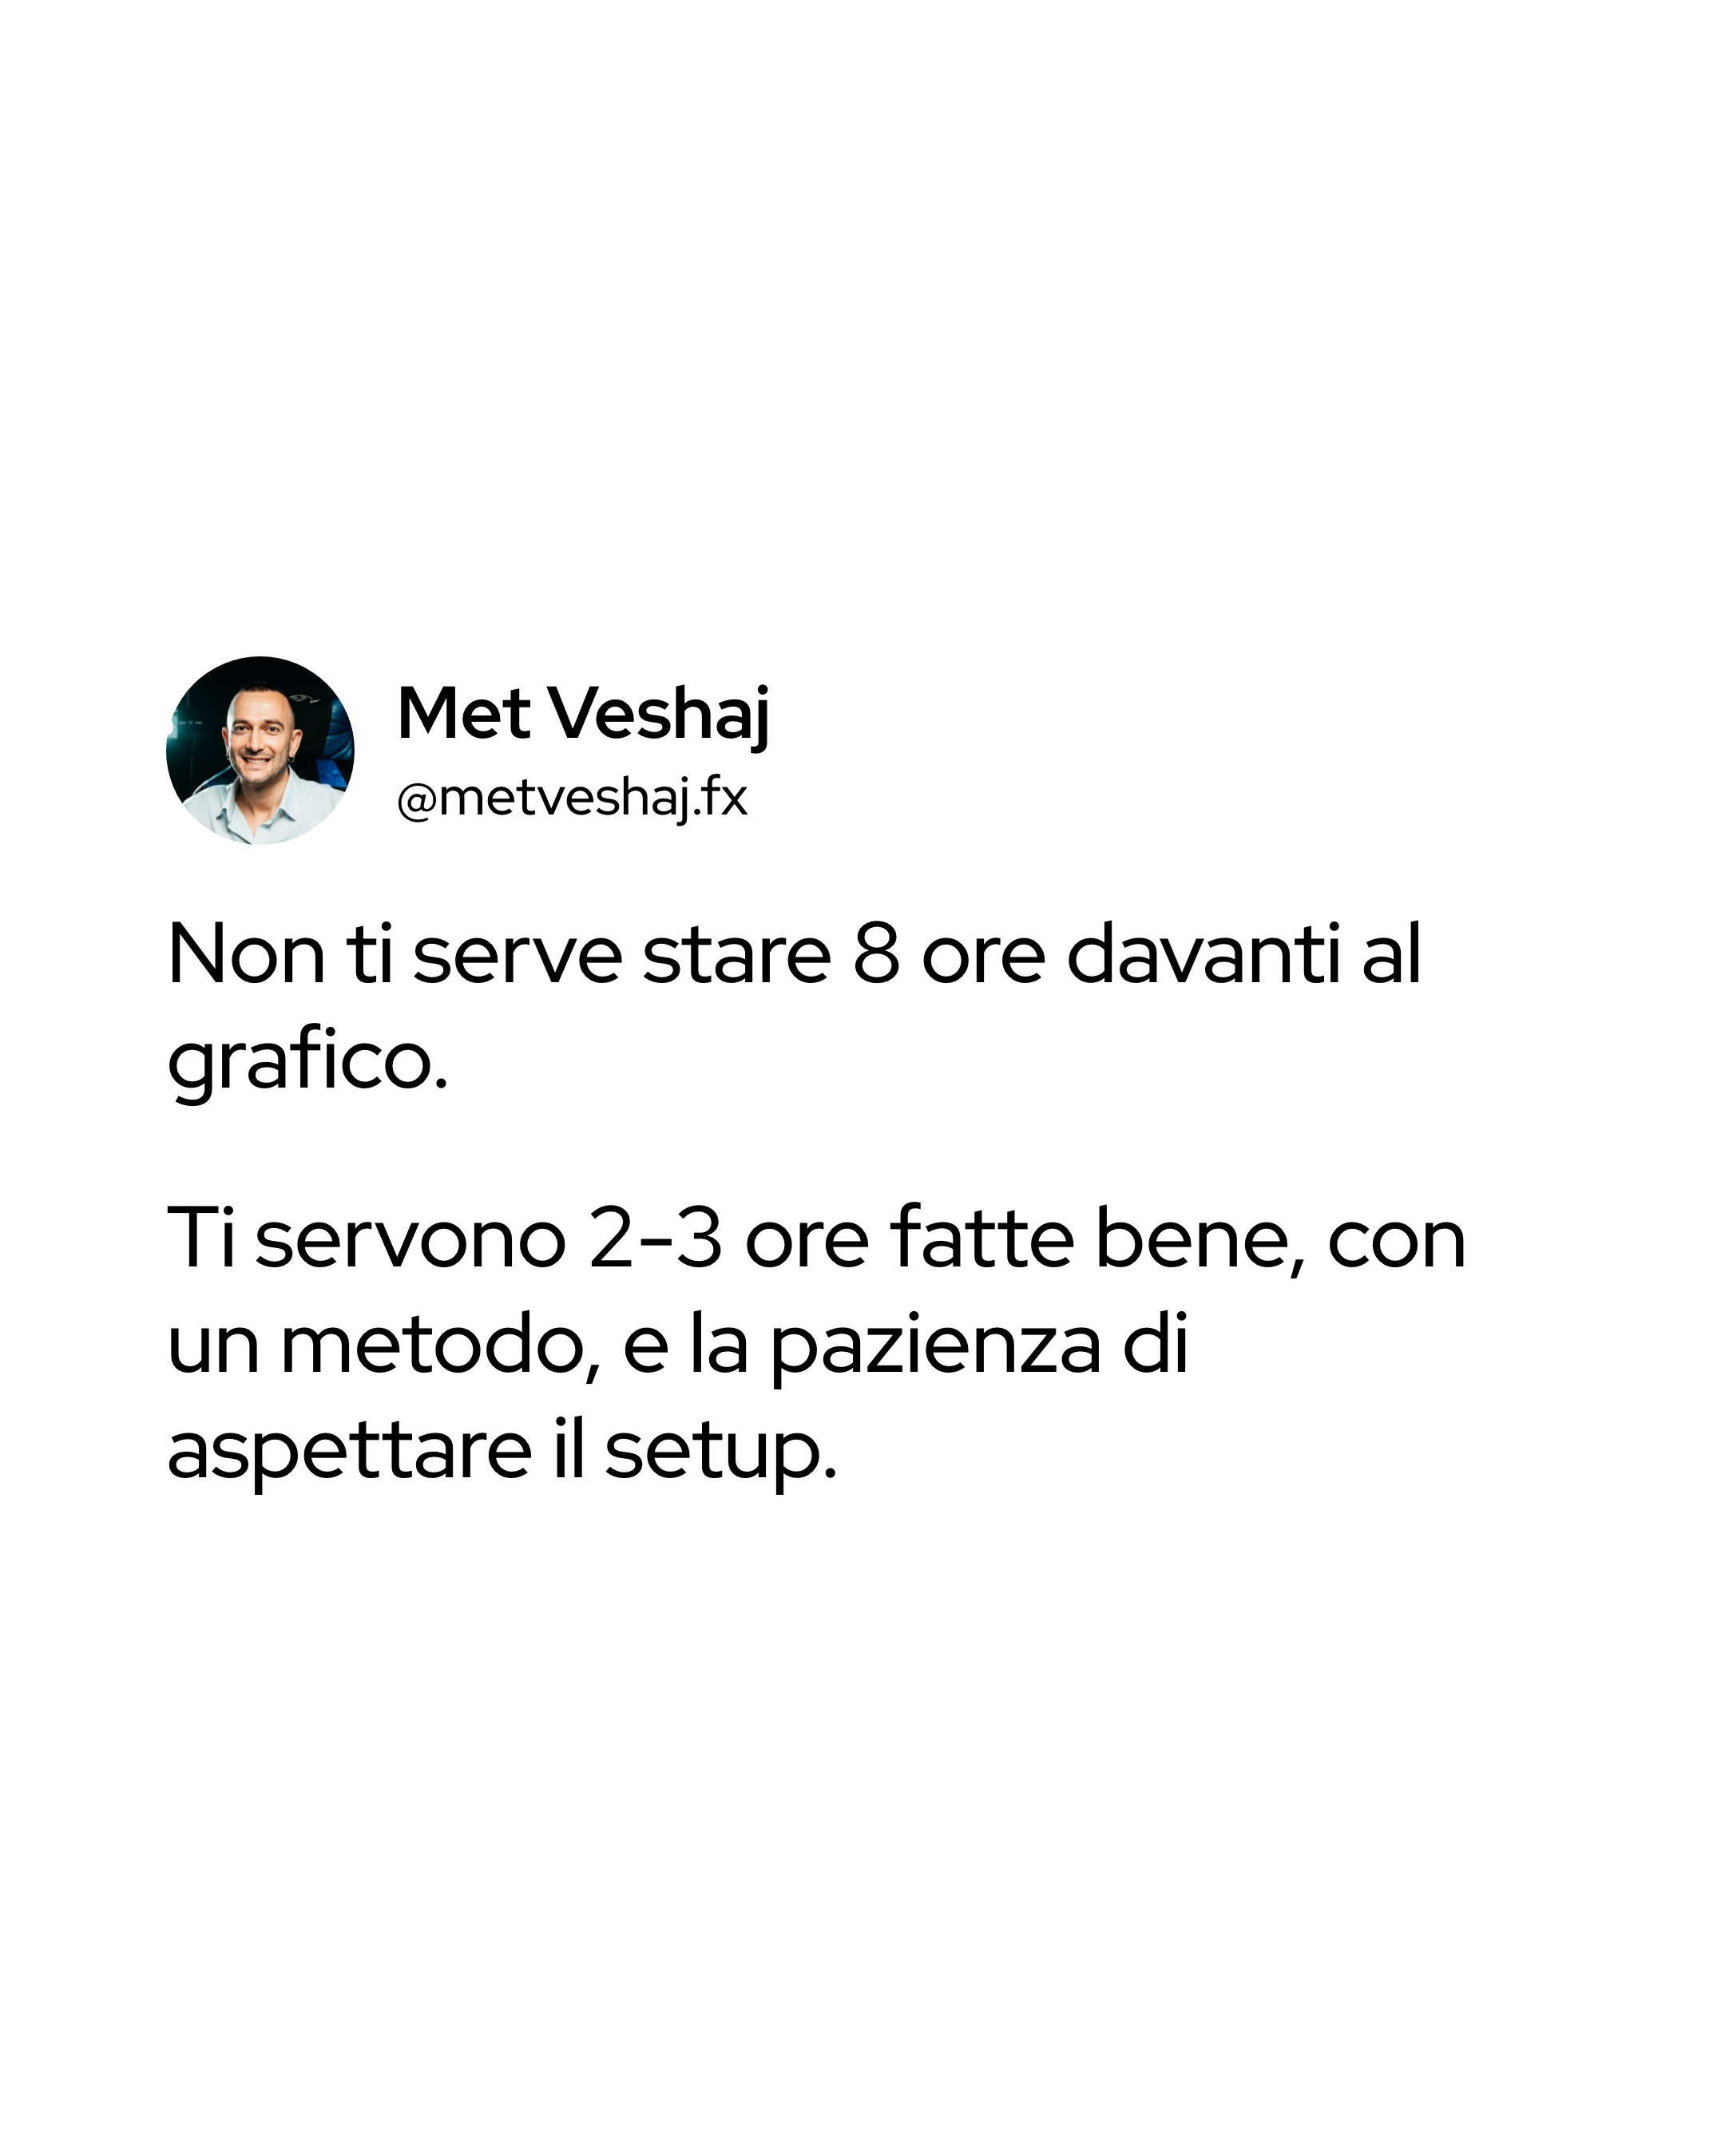 Met Veshaj
@metveshaj.fx
Non ti serve stare 8 ore davanti al
grafico.
Ti servono 2-3 ore fatte bene, con
un metodo, e la pazienza di
aspettare il setup.